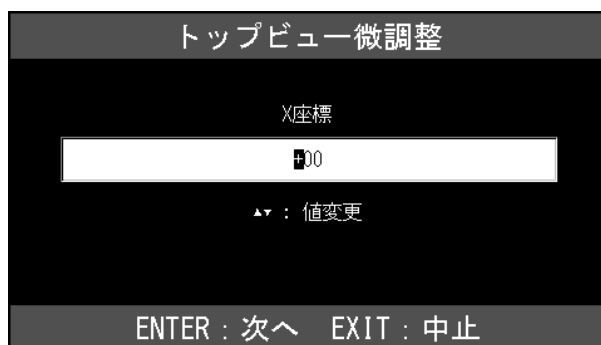 トップビュー微調整
X座標
+00
▲▼ : 値変更
ENTER : 次へ EXIT : 中止